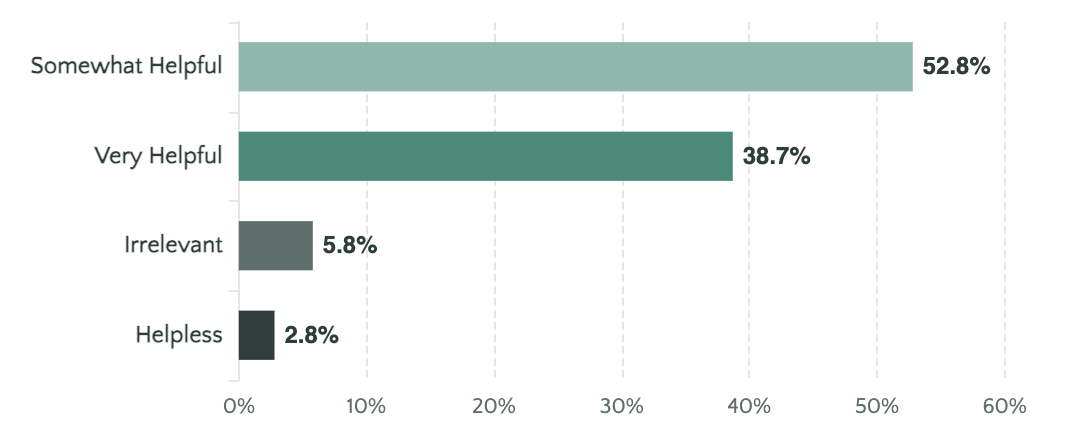 Somewhat Helpful 52.8%
Very Helpful 38.7%
Irrelevant 5.8%
Helpless 2.8%
0% 10% 20% 30% 40% 50% 60%